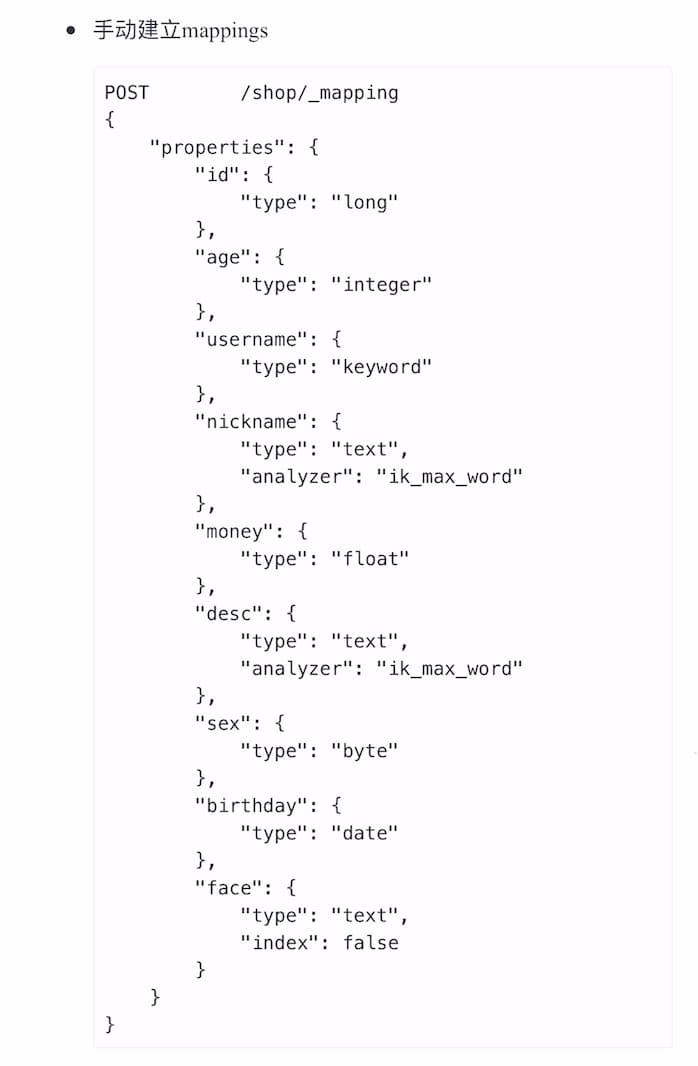 • 手动建立mappings
POST        /shop/_mapping
{
    "properties": {
        "id": {
            "type": "long"
        },
        "age": {
            "type": "integer"
        },
        "username": {
            "type": "keyword"
        },
        "nickname": {
            "type": "text",
            "analyzer": "ik_max_word"
        },
        "money": {
            "type": "float"
        },
        "desc": {
            "type": "text",
            "analyzer": "ik_max_word"
        },
        "sex": {
            "type": "byte"
        },
        "birthday": {
            "type": "date"
        },
        "face": {
            "type": "text",
            "index": false
        }
    }
}